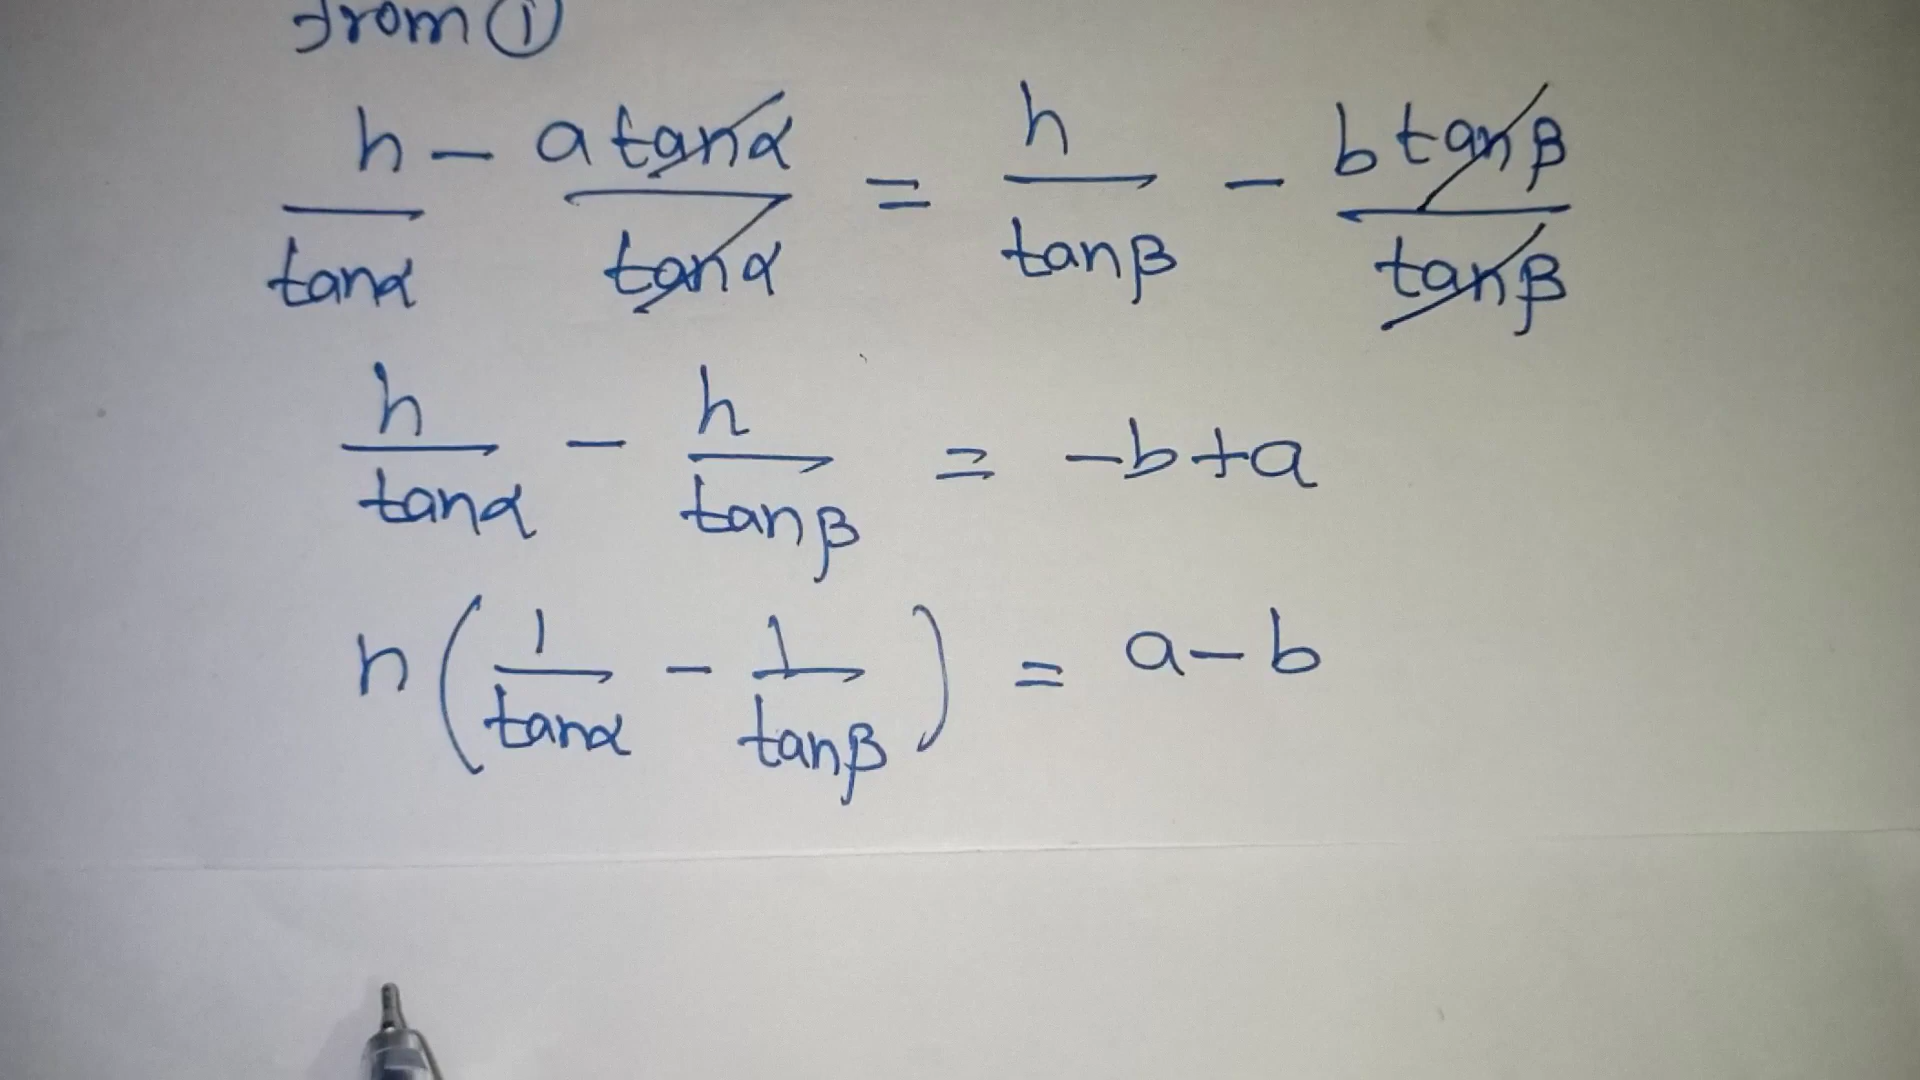 from ①
h/tanα - a tanα/tanα = h/tanβ - b tanβ/tanβ
h/tanα - h/tanβ = -b+a
h(1/tanα - 1/tanβ) = a-b